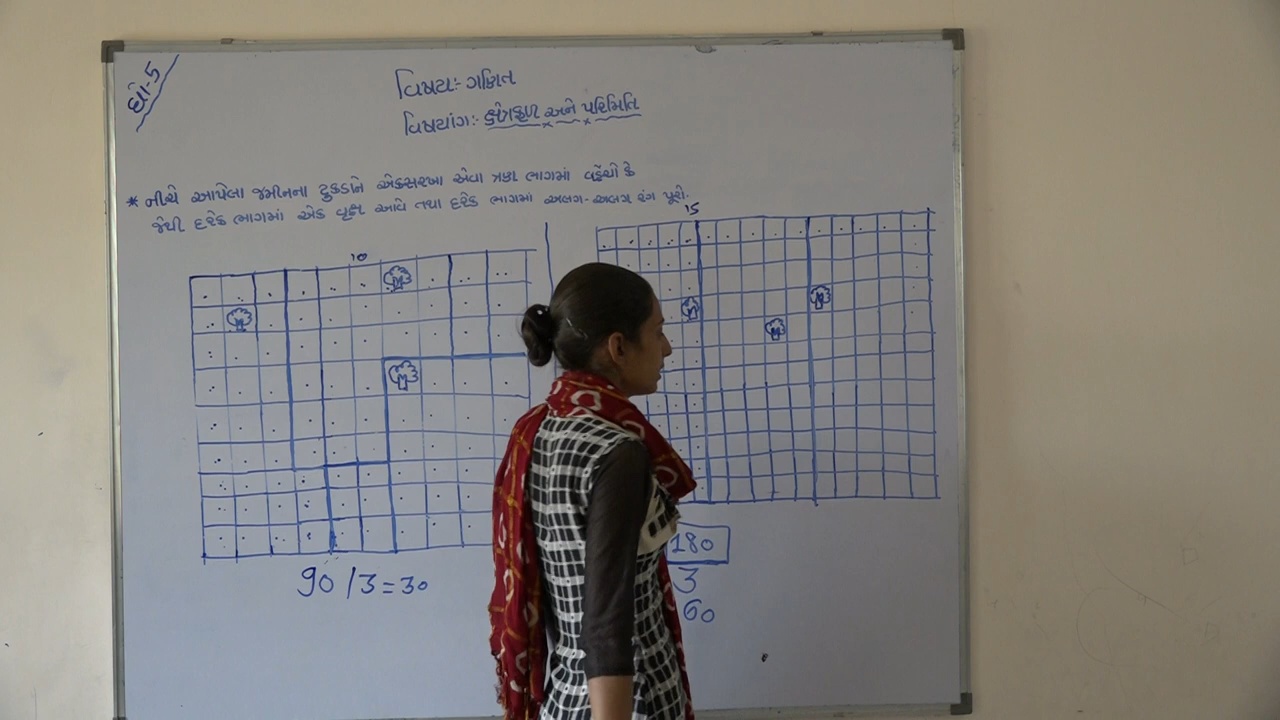 ધો-5
વિષય:- ગણિત
વિષયાંગ:- ક્ષેત્રફળ અને પરિમિતિ
* નીચે આપેલા જમીનના ટુકડાને એકસરખા એવા ત્રણ ભાગમાં વહેંચો કે
જેથી દરેક ભાગમાં એક વૃક્ષ આવે તથા દરેક ભાગમાં અલગ-અલગ રંગ પૂરો.
10
15
90 / 3 = 30
180
3
60